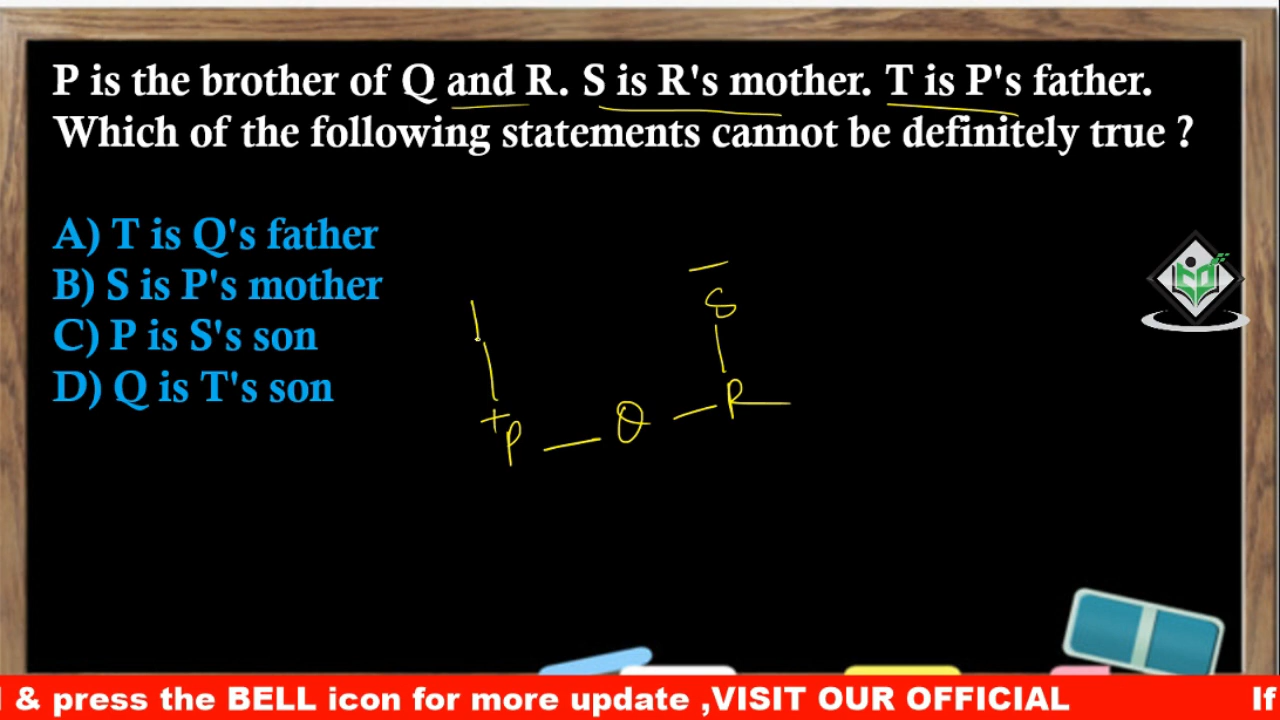 P is the brother of Q and R. S is R's mother. T is P's father.
Which of the following statements cannot be definitely true ?
A) T is Q's father
B) S is P's mother
C) P is S's son
D) Q is T's son
S
+P — Q — R
& press the BELL icon for more update ,VISIT OUR OFFICIAL If